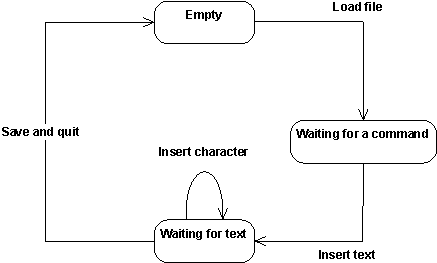 Empty
Load file
Waiting for a command
Save and quit
Insert character
Waiting for text
Insert text